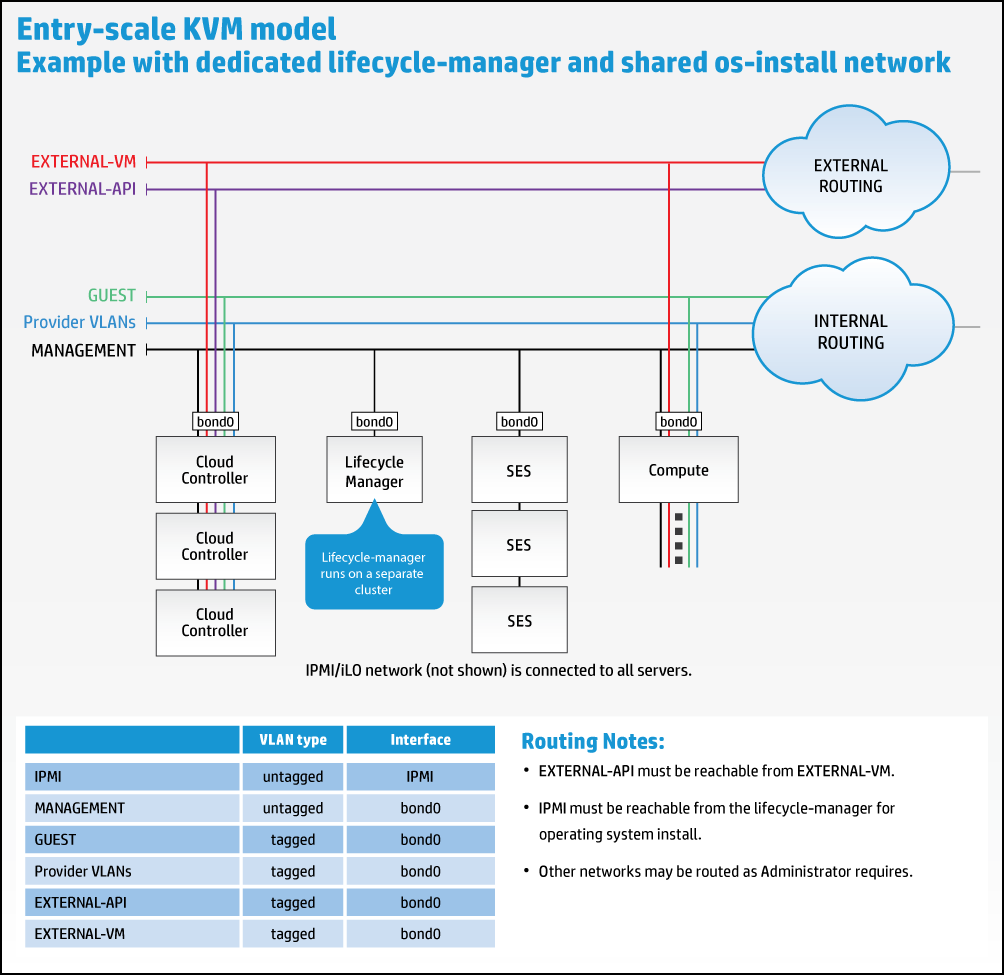 Entry-scale KVM model
Example with dedicated lifecycle-manager and shared os-install network
EXTERNAL-VM
EXTERNAL-API
EXTERNAL
ROUTING
GUEST
Provider VLANs
MANAGEMENT
INTERNAL
ROUTING
bond0
bond0
bond0
bond0
Cloud
Controller
Lifecycle
Manager
SES
Compute
Cloud
Controller
SES
Lifecycle-manager
runs on a separate
cluster
Cloud
Controller
SES
IPMI/iLO network (not shown) is connected to all servers.
VLAN type Interface
IPMI untagged IPMI
MANAGEMENT untagged bond0
GUEST tagged bond0
Provider VLANs tagged bond0
EXTERNAL-API tagged bond0
EXTERNAL-VM tagged bond0
Routing Notes:
• EXTERNAL-API must be reachable from EXTERNAL-VM.
• IPMI must be reachable from the lifecycle-manager for
operating system install.
• Other networks may be routed as Administrator requires.